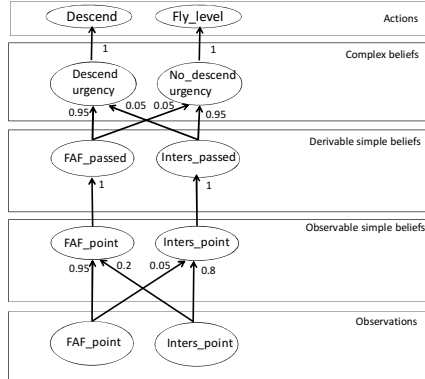 Descend
Fly_level
Actions
1
1
Complex beliefs
Descend
urgency
No_descend
urgency
0.95
0.05
0.05
0.95
Derivable simple beliefs
FAF_passed
Inters_passed
1
1
Observable simple beliefs
FAF_point
Inters_point
0.95
0.2
0.05
0.8
Observations
FAF_point
Inters_point